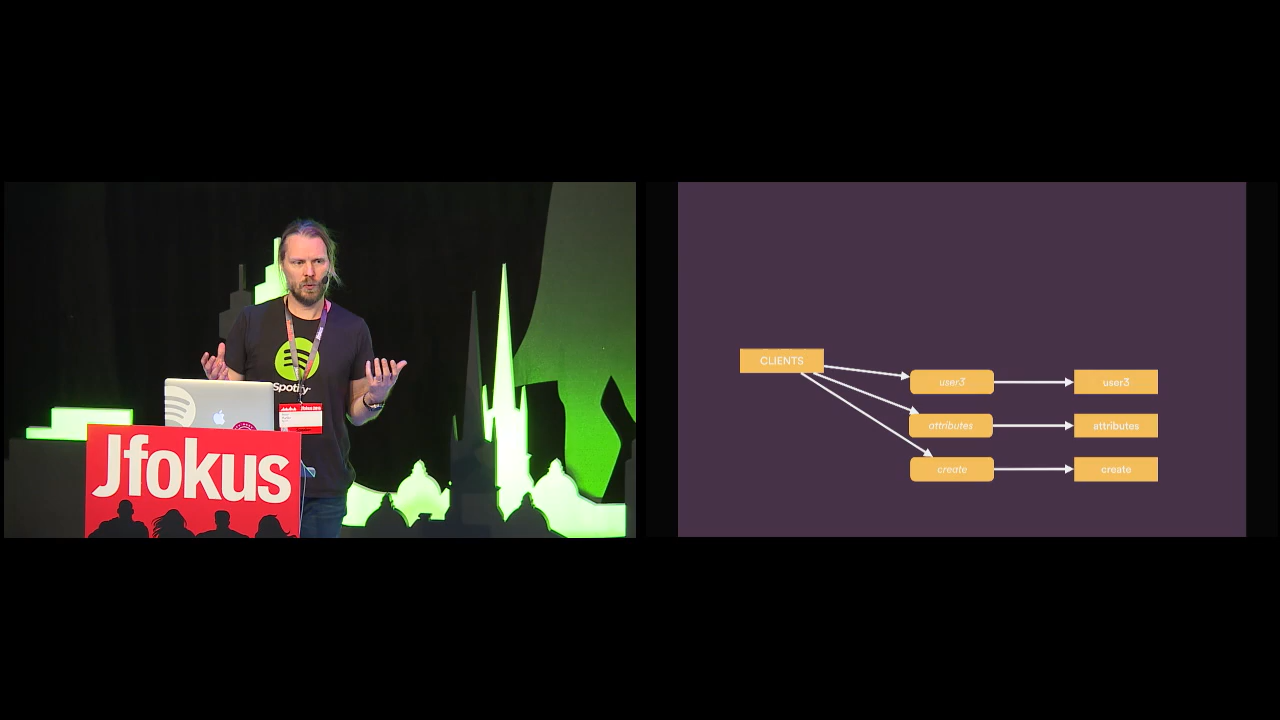 Spotify
Jfokus
CLIENTS
user3
user3
attributes
attributes
create
create